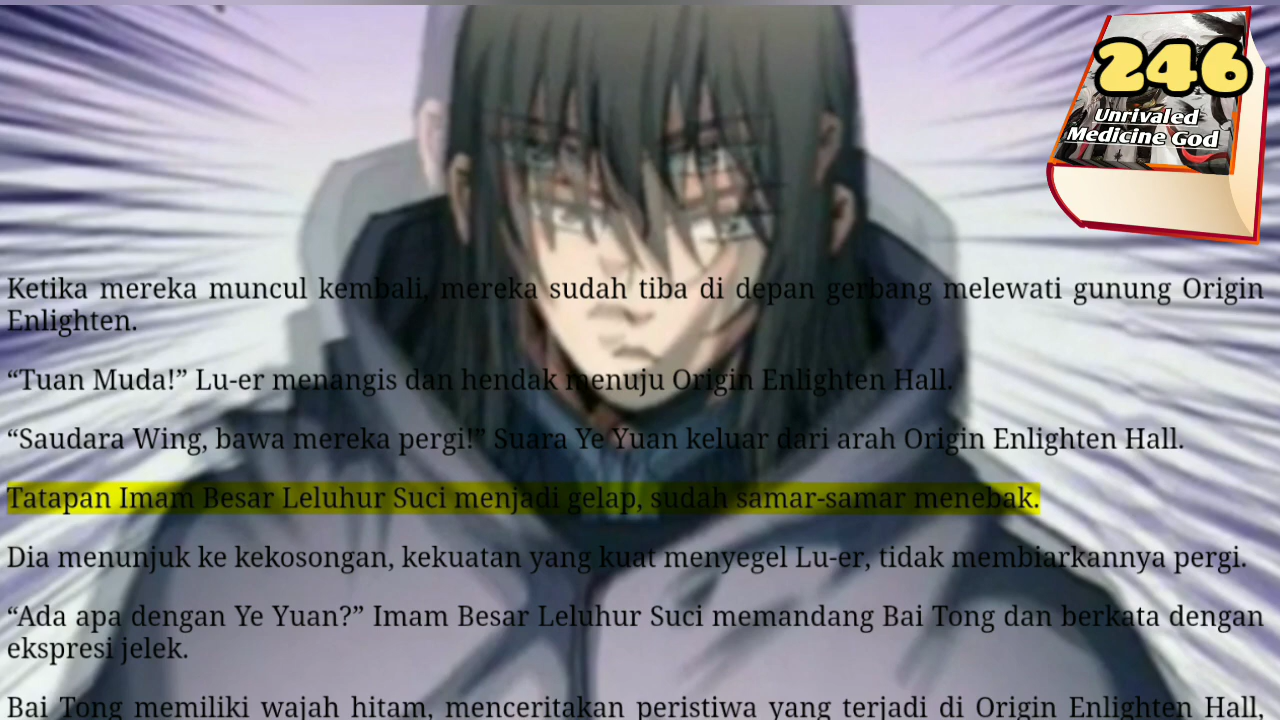 246
Unrivaled
Medicine God
Ketika mereka muncul kembali, mereka sudah tiba di depan gerbang melewati gunung Origin
Enlighten.
“Tuan Muda!” Lu-er menangis dan hendak menuju Origin Enlighten Hall.
“Saudara Wing, bawa mereka pergi!” Suara Ye Yuan keluar dari arah Origin Enlighten Hall.
Tatapan Imam Besar Leluhur Suci menjadi gelap, sudah samar-samar menebak.
Dia menunjuk ke kekosongan, kekuatan yang kuat menyegel Lu-er, tidak membiarkannya pergi.
“Ada apa dengan Ye Yuan?” Imam Besar Leluhur Suci memandang Bai Tong dan berkata dengan
ekspresi jelek.
Bai Tong memiliki wajah hitam, menceritakan peristiwa yang terjadi di Origin Enlighten Hall,